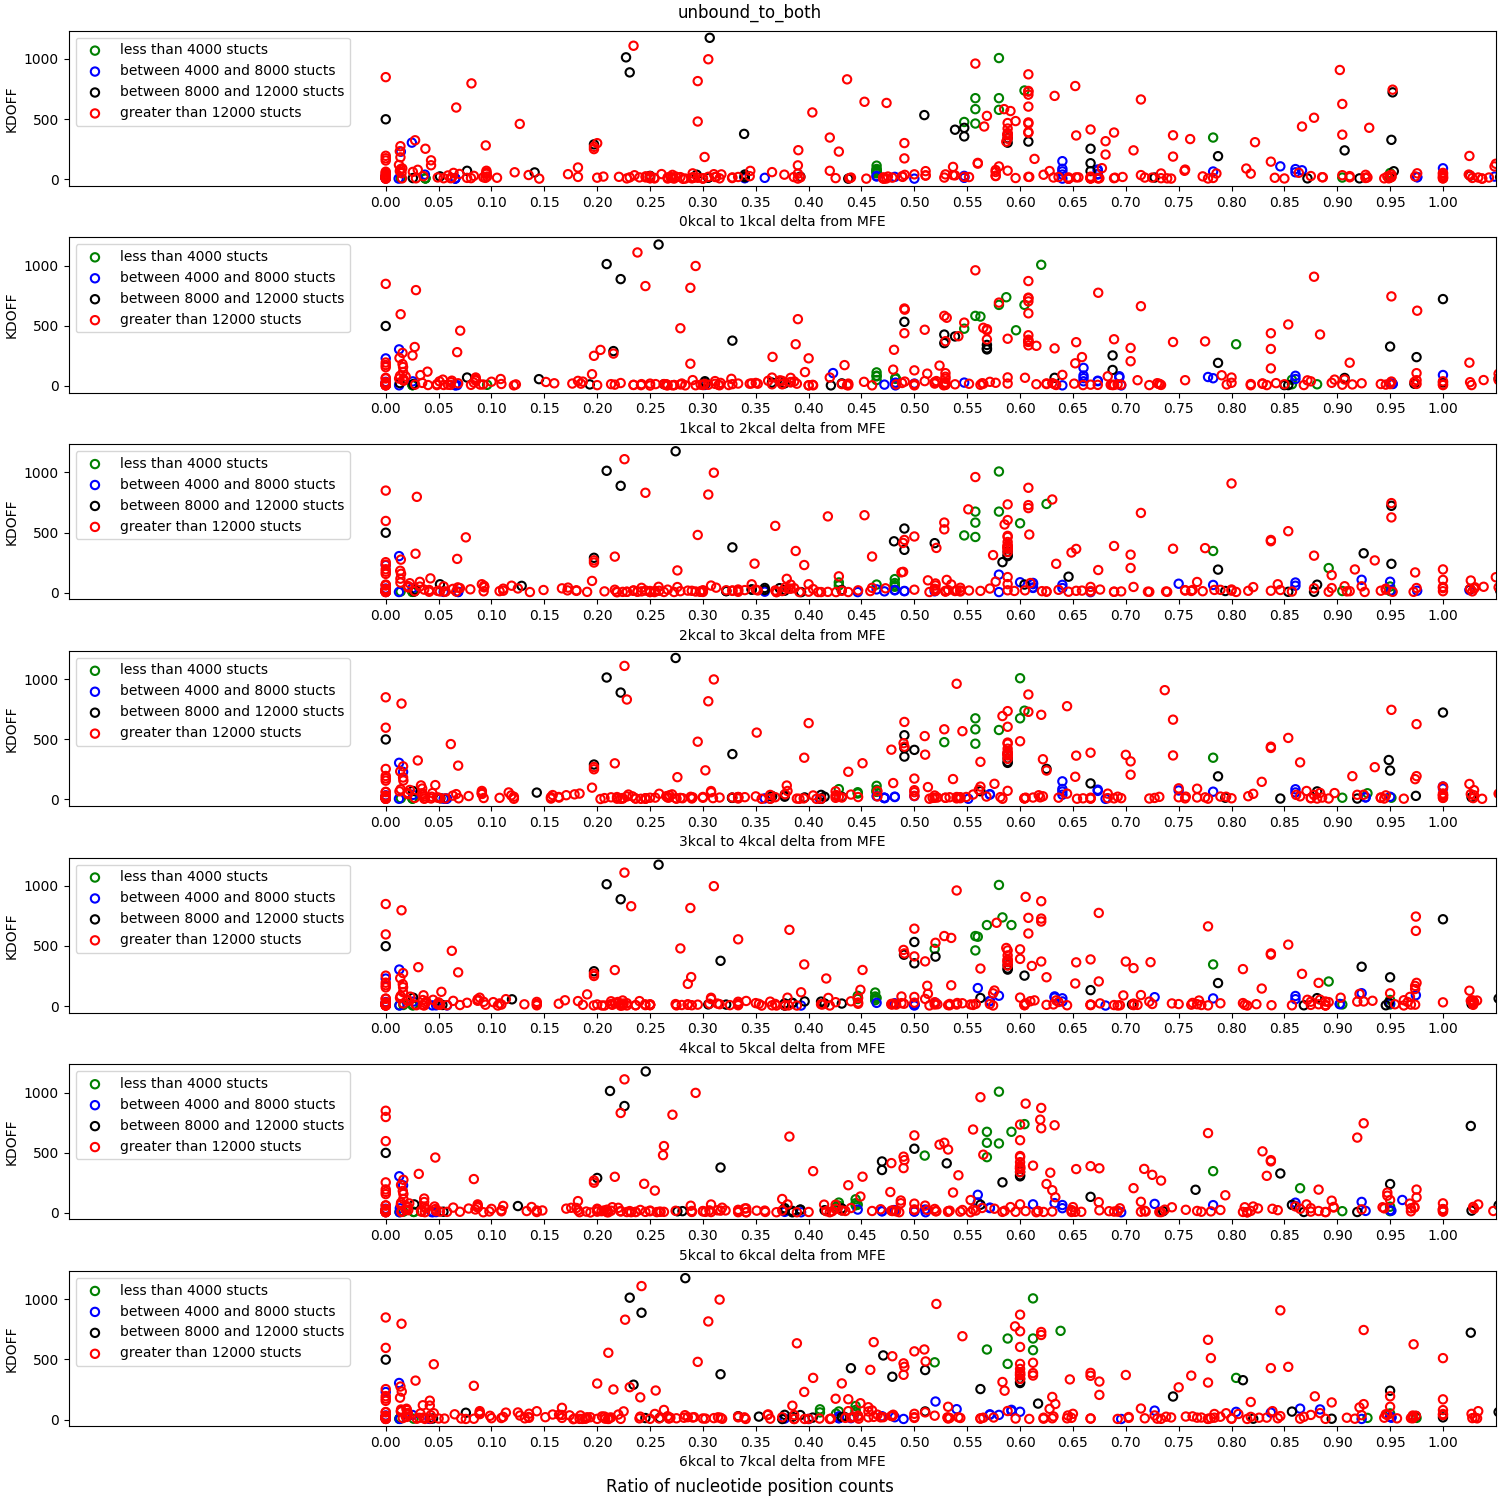 unbound_to_both
KDOFF
1000
500
0
less than 4000 stucts
between 4000 and 8000 stucts
between 8000 and 12000 stucts
greater than 12000 stucts
0.00 0.05 0.10 0.15 0.20 0.25 0.30 0.35 0.40 0.45 0.50 0.55 0.60 0.65 0.70 0.75 0.80 0.85 0.90 0.95 1.00
0kcal to 1kcal delta from MFE
KDOFF
1000
500
0
less than 4000 stucts
between 4000 and 8000 stucts
between 8000 and 12000 stucts
greater than 12000 stucts
0.00 0.05 0.10 0.15 0.20 0.25 0.30 0.35 0.40 0.45 0.50 0.55 0.60 0.65 0.70 0.75 0.80 0.85 0.90 0.95 1.00
1kcal to 2kcal delta from MFE
KDOFF
1000
500
0
less than 4000 stucts
between 4000 and 8000 stucts
between 8000 and 12000 stucts
greater than 12000 stucts
0.00 0.05 0.10 0.15 0.20 0.25 0.30 0.35 0.40 0.45 0.50 0.55 0.60 0.65 0.70 0.75 0.80 0.85 0.90 0.95 1.00
2kcal to 3kcal delta from MFE
KDOFF
1000
500
0
less than 4000 stucts
between 4000 and 8000 stucts
between 8000 and 12000 stucts
greater than 12000 stucts
0.00 0.05 0.10 0.15 0.20 0.25 0.30 0.35 0.40 0.45 0.50 0.55 0.60 0.65 0.70 0.75 0.80 0.85 0.90 0.95 1.00
3kcal to 4kcal delta from MFE
KDOFF
1000
500
0
less than 4000 stucts
between 4000 and 8000 stucts
between 8000 and 12000 stucts
greater than 12000 stucts
0.00 0.05 0.10 0.15 0.20 0.25 0.30 0.35 0.40 0.45 0.50 0.55 0.60 0.65 0.70 0.75 0.80 0.85 0.90 0.95 1.00
4kcal to 5kcal delta from MFE
KDOFF
1000
500
0
less than 4000 stucts
between 4000 and 8000 stucts
between 8000 and 12000 stucts
greater than 12000 stucts
0.00 0.05 0.10 0.15 0.20 0.25 0.30 0.35 0.40 0.45 0.50 0.55 0.60 0.65 0.70 0.75 0.80 0.85 0.90 0.95 1.00
5kcal to 6kcal delta from MFE
KDOFF
1000
500
0
less than 4000 stucts
between 4000 and 8000 stucts
between 8000 and 12000 stucts
greater than 12000 stucts
0.00 0.05 0.10 0.15 0.20 0.25 0.30 0.35 0.40 0.45 0.50 0.55 0.60 0.65 0.70 0.75 0.80 0.85 0.90 0.95 1.00
6kcal to 7kcal delta from MFE
Ratio of nucleotide position counts